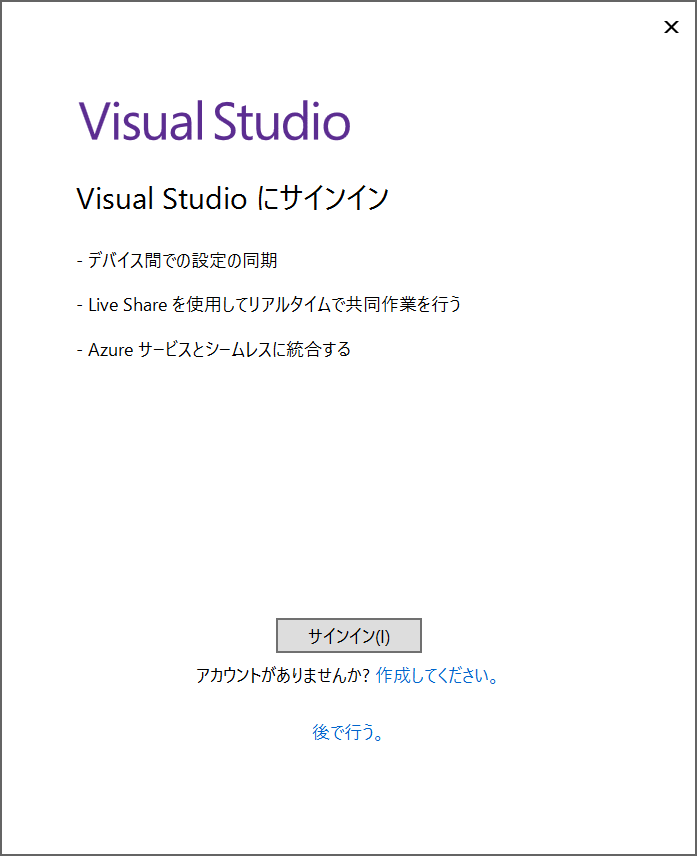 Visual Studio
Visual Studio にサインイン
- デバイス間での設定の同期
- Live Share を使用してリアルタイムで共同作業を行う
- Azure サービスとシームレスに統合する
サインイン(I)
アカウントがありませんか? 作成してください。
後で行う。